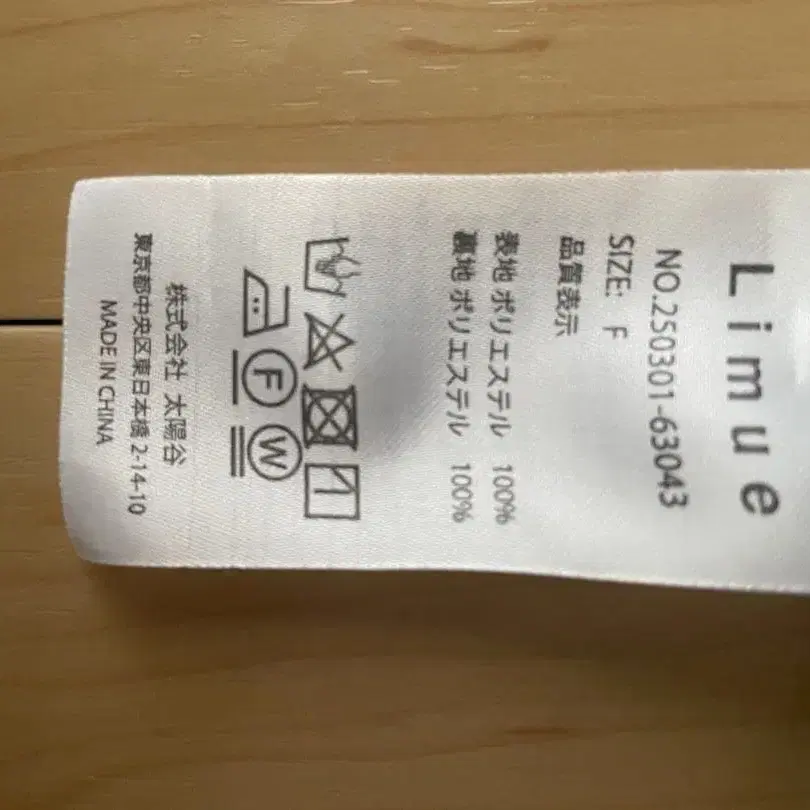 Limue
NO.250301-63043
SIZE: F
品質表示
表地 ポリエステル 100%
裏地 ポリエステル 100%
F W
株式会社 太陽谷
東京都中央区東日本橋 2-14-10
MADE IN CHINA